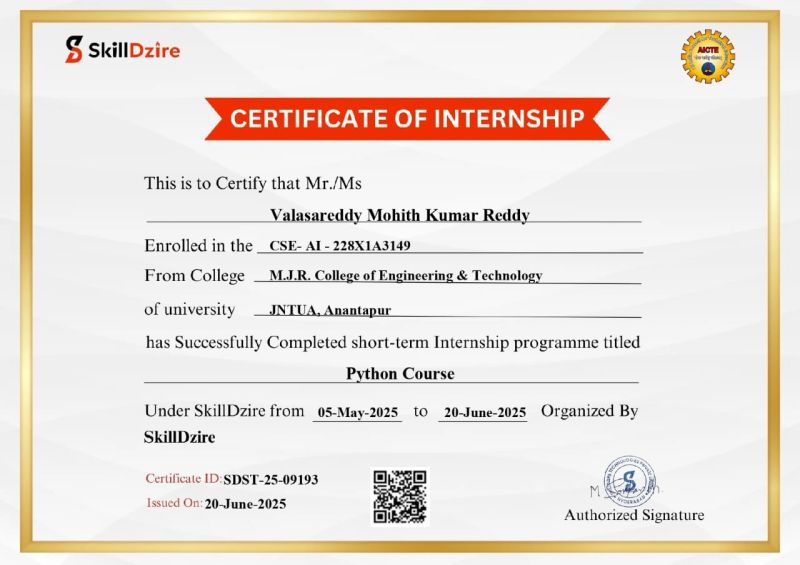 SkillDzire
AICTE
CERTIFICATE OF INTERNSHIP
This is to Certify that Mr./Ms
Valasareddy Mohith Kumar Reddy
Enrolled in the CSE- AI - 228X1A3149
From College M.J.R. College of Engineering & Technology
of university JNTUA, Anantapur
has Successfully Completed short-term Internship programme titled
Python Course
Under SkillDzire from 05-May-2025 to 20-June-2025 Organized By
SkillDzire
Certificate ID: SDST-25-09193
Issued On: 20-June-2025
Authorized Signature